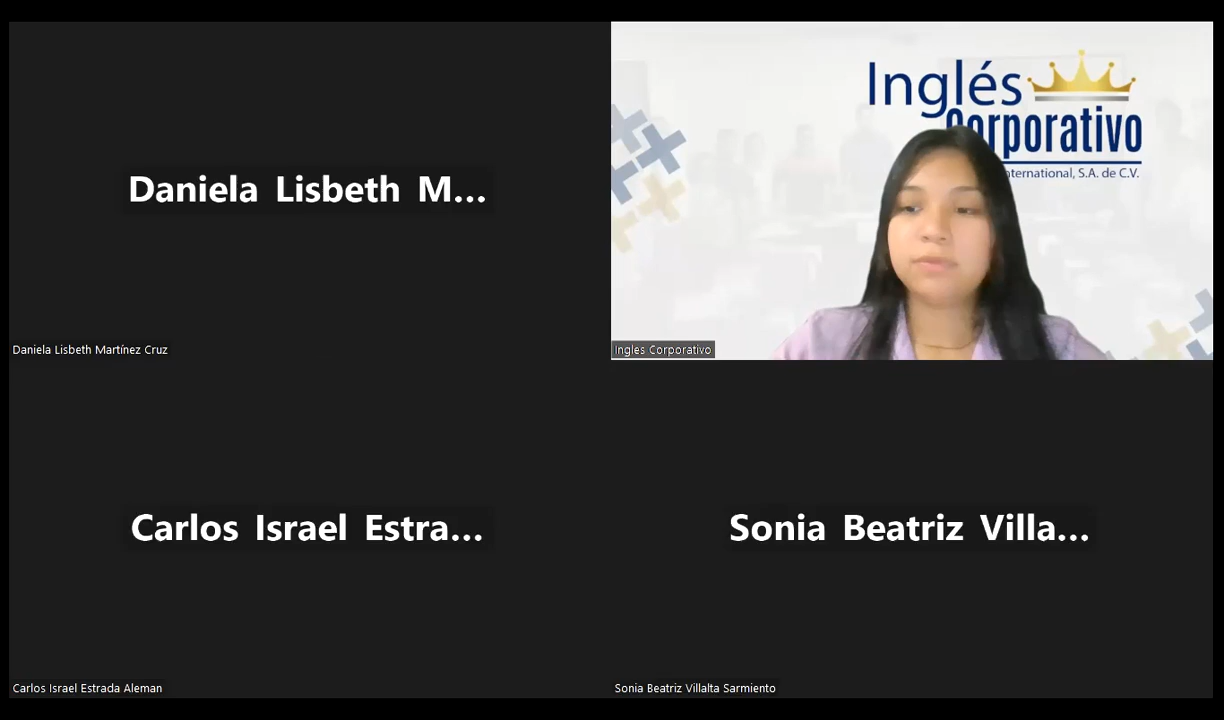 Daniela Lisbeth M...
Daniela Lisbeth Martínez Cruz
Inglés
Corporativo
International, S.A. de C.V.
Ingles Corporativo
Carlos Israel Estra...
Carlos Israel Estrada Aleman
Sonia Beatriz Villa...
Sonia Beatriz Villalta Sarmiento